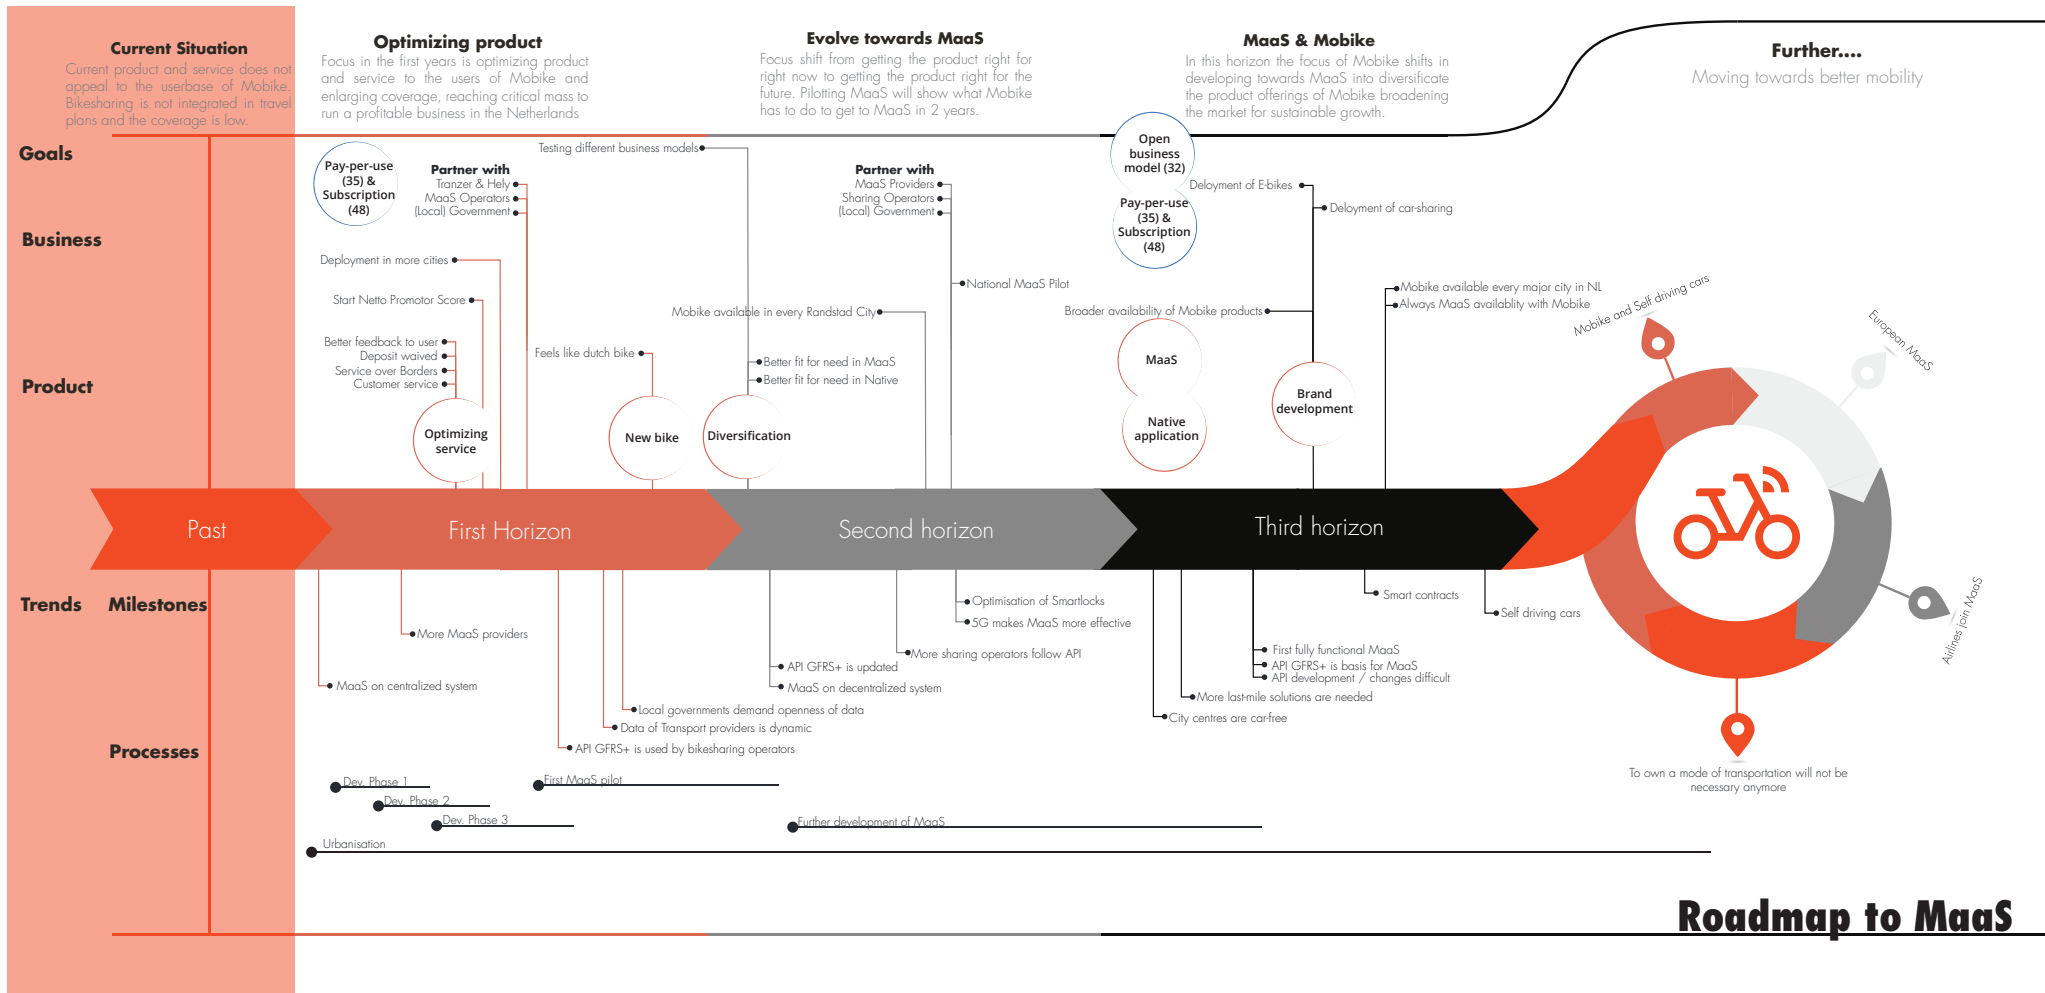 Current Situation
Current product and service does not
appeal to the userbase of Mobike.
Bikesharing is not integrated in travel
plans and the coverage is low.
Optimizing product
Focus in the first years is optimizing product
and service to the users of Mobike and
enlarging coverage, reaching critical mass to
run a profitable business in the Netherlands
Evolve towards MaaS
Focus shift from getting the product right for
right now to getting the product right for the
future. Pilotting MaaS will show what Mobike
has to do to get to MaaS in 2 years.
MaaS & Mobike
In this horizon the focus of Mobike shifts in
developing towards MaaS into diversificate
the product offerings of Mobike broadening
the market for sustainable growth.
Further....
Moving towards better mobility
Goals
Business
Product
Pay-per-use
(35) &
Subscription
(48)
Partner with
Tranzer & Hely
MaaS Operators
(Local) Government
Deployment in more cities
Start Netto Promotor Score
Better feedback to user
Deposit waived
Service over Borders
Customer service
Optimizing
service
Feels like dutch bike
New bike
Testing different business models
Diversification
Better fit for need in MaaS
Better fit for need in Native
Partner with
MaaS Providers
Sharing Operators
(Local) Government
National MaaS Pilot
Mobike available in every Randstad City
Open
business
model (32)
Pay-per-use
(35) &
Subscription
(48)
Deloyment of E-bikes
Deloyment of car-sharing
Broader availability of Mobike products
MaaS
Native
application
Brand
development
Mobike available every major city in NL
Always MaaS availablity with Mobike
Mobike and Self driving cars
European MaaS
Airlines join MaaS
To own a mode of transportation will not be
necessary anymore
Past
First Horizon
Second horizon
Third horizon
Trends
Milestones
Processes
More MaaS providers
MaaS on centralized system
Local governments demand openness of data
Data of Transport providers is dynamic
API GFRS+ is used by bikesharing operators
API GFRS+ is updated
MaaS on decentralized system
Optimisation of Smartlocks
5G makes MaaS more effective
More sharing operators follow API
First fully functional MaaS
API GFRS+ is basis for MaaS
API development / changes difficult
More last-mile solutions are needed
City centres are car-free
Smart contracts
Self driving cars
Dev. Phase 1
Dev. Phase 2
Dev. Phase 3
First MaaS pilot
Further development of MaaS
Urbanisation
Roadmap to MaaS